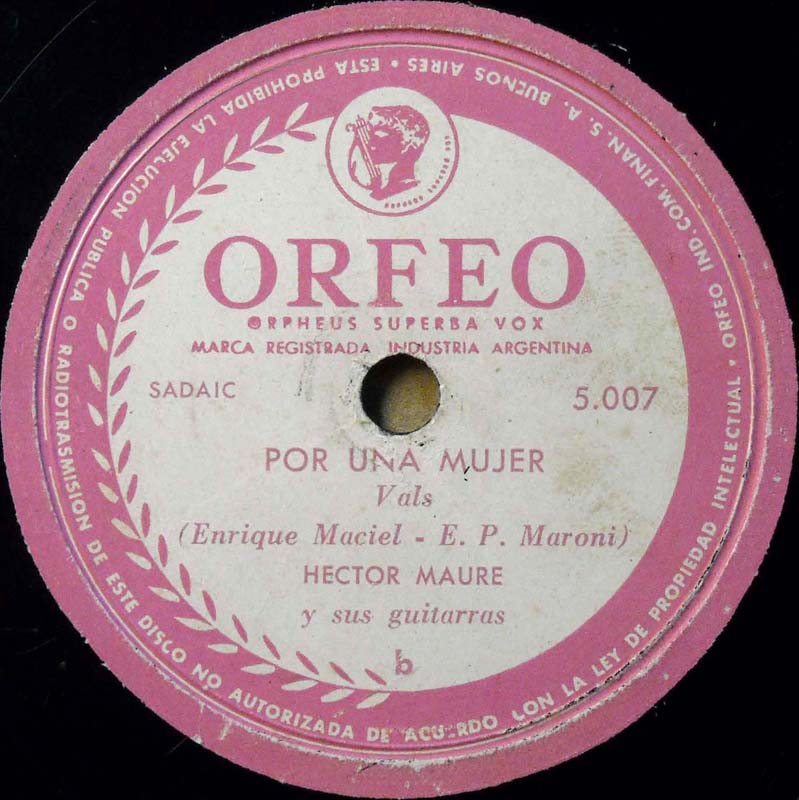 ORFEO
ORPHEUS SUPERBA VOX
MARCA REGISTRADA INDUSTRIA ARGENTINA
SADAIC
5.007
POR UNA MUJER
Vals
(Enrique Maciel - E. P. Maroni)
HECTOR MAURE
y sus guitarras
b
ESTA PROHIBIDA LA EJECUCION PUBLICA O RADIOTRASMISION DE ESTE DISCO NO AUTORIZADA DE ACUERDO CON LA LEY DE PROPIEDAD INTELECTUAL • ORFEO IND. COM. FINAN. S. A. BUENOS AIRES •